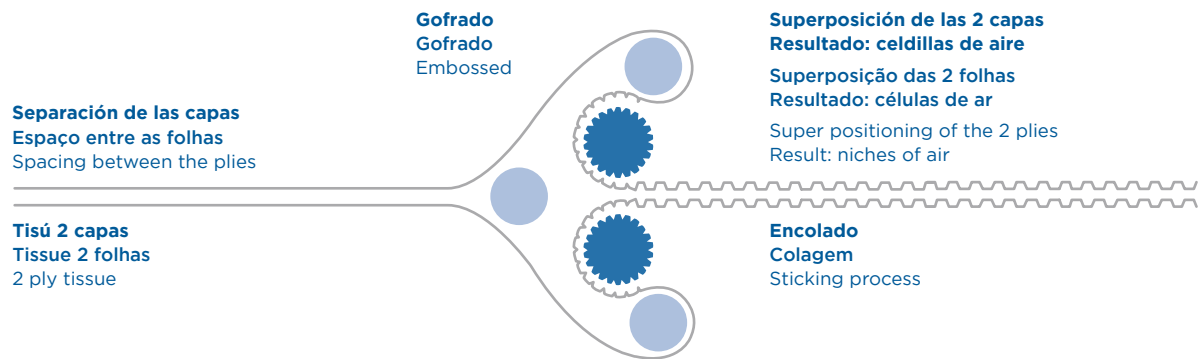 Gofrado
Gofrado
Embossed
Superposición de las 2 capas
Resultado: celdillas de aire
Superposição das 2 folhas
Resultado: células de ar
Super positioning of the 2 plies
Result: niches of air
Separación de las capas
Espaço entre as folhas
Spacing between the plies
Tisú 2 capas
Tissue 2 folhas
2 ply tissue
Encolado
Colagem
Sticking process